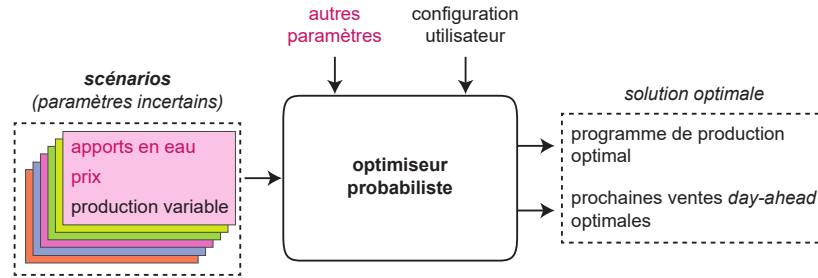 autres
paramètres
configuration
utilisateur
scénarios
(paramètres incertains)
apports en eau
prix
production variable
optimiseur
probabiliste
solution optimale
programme de production
optimal
prochaines ventes day-ahead
optimales